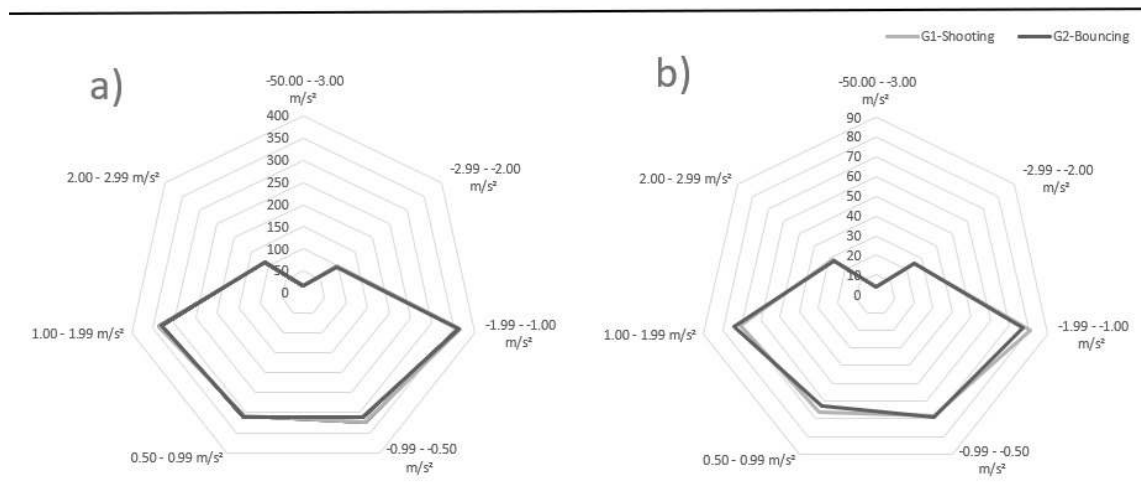 G1-Shooting G2-Bouncing
a)
-50.00 - -3.00
m/s²
400
350
300
250
200
150
100
50
0
-2.99 - -2.00
m/s²
-1.99 - -1.00
m/s²
-0.99 - -0.50
m/s²
0.50 - 0.99 m/s²
1.00 - 1.99 m/s²
2.00 - 2.99 m/s²
b)
-50.00 - -3.00
m/s²
90
80
70
60
50
40
30
20
10
0
-2.99 - -2.00
m/s²
-1.99 - -1.00
m/s²
-0.99 - -0.50
m/s²
0.50 - 0.99 m/s²
1.00 - 1.99 m/s²
2.00 - 2.99 m/s²